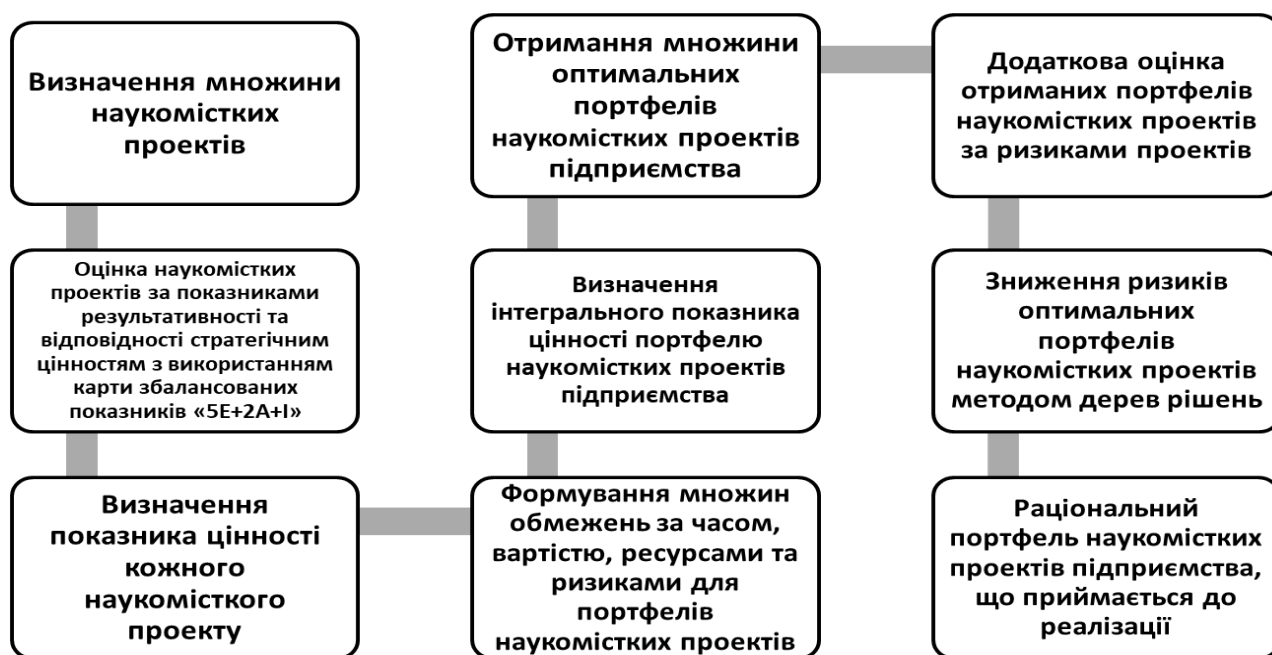 Визначення множини
наукомістких
проектів
Оцінка наукомістких
проектів за показниками
результативності та
відповідності стратегічним
цінностям з використанням
карти збалансованих
показників «5Е+2А+І»
Визначення
показника цінності
кожного
наукомісткого
проекту
Формування множин
обмежень за часом,
вартістю, ресурсами та
ризиками для
портфелів
наукомістких проектів
Визначення
інтегрального показника
цінності портфелю
наукомістких проектів
підприємства
Отримання множини
оптимальних
портфелів
наукомістких проектів
підприємства
Додаткова оцінка
отриманих портфелів
наукомістких проектів
за ризиками проектів
Зниження ризиків
оптимальних
портфелів
наукомістких проектів
методом дерев рішень
Раціональний
портфель наукомістких
проектів підприємства,
що приймається до
реалізації